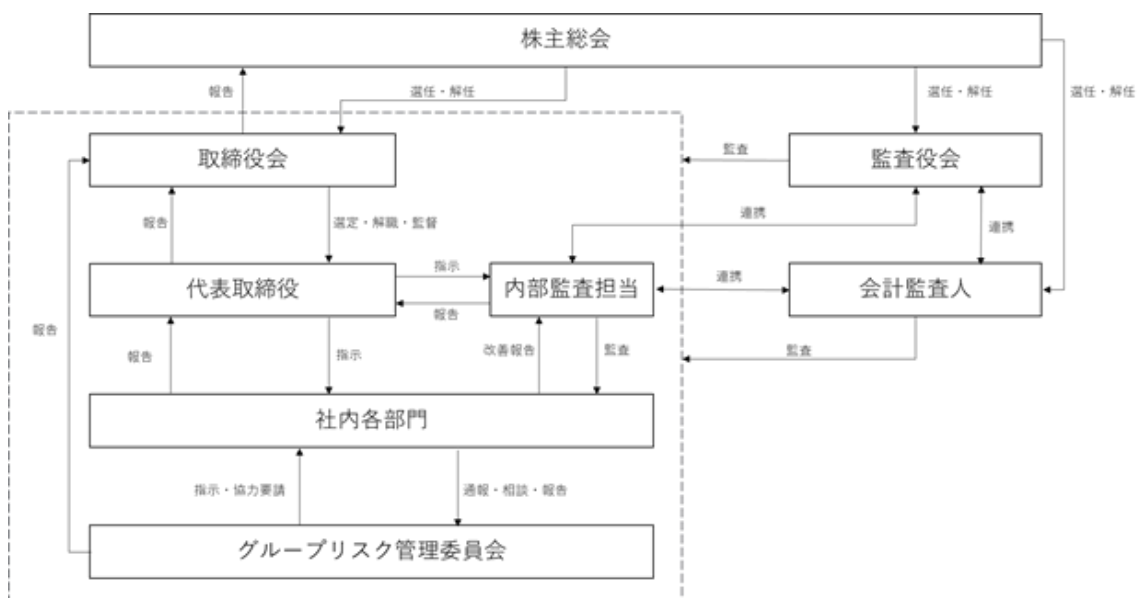 株主総会
報告
選任・解任
選任・解任
選任・解任
取締役会
監査
監査役会
報告
選定・解職・監督
連携
連携
代表取締役
指示
報告
内部監査担当
連携
会計監査人
報告
報告
指示
改善報告
監査
監査
社内各部門
指示・協力要請
通報・相談・報告
グループリスク管理委員会